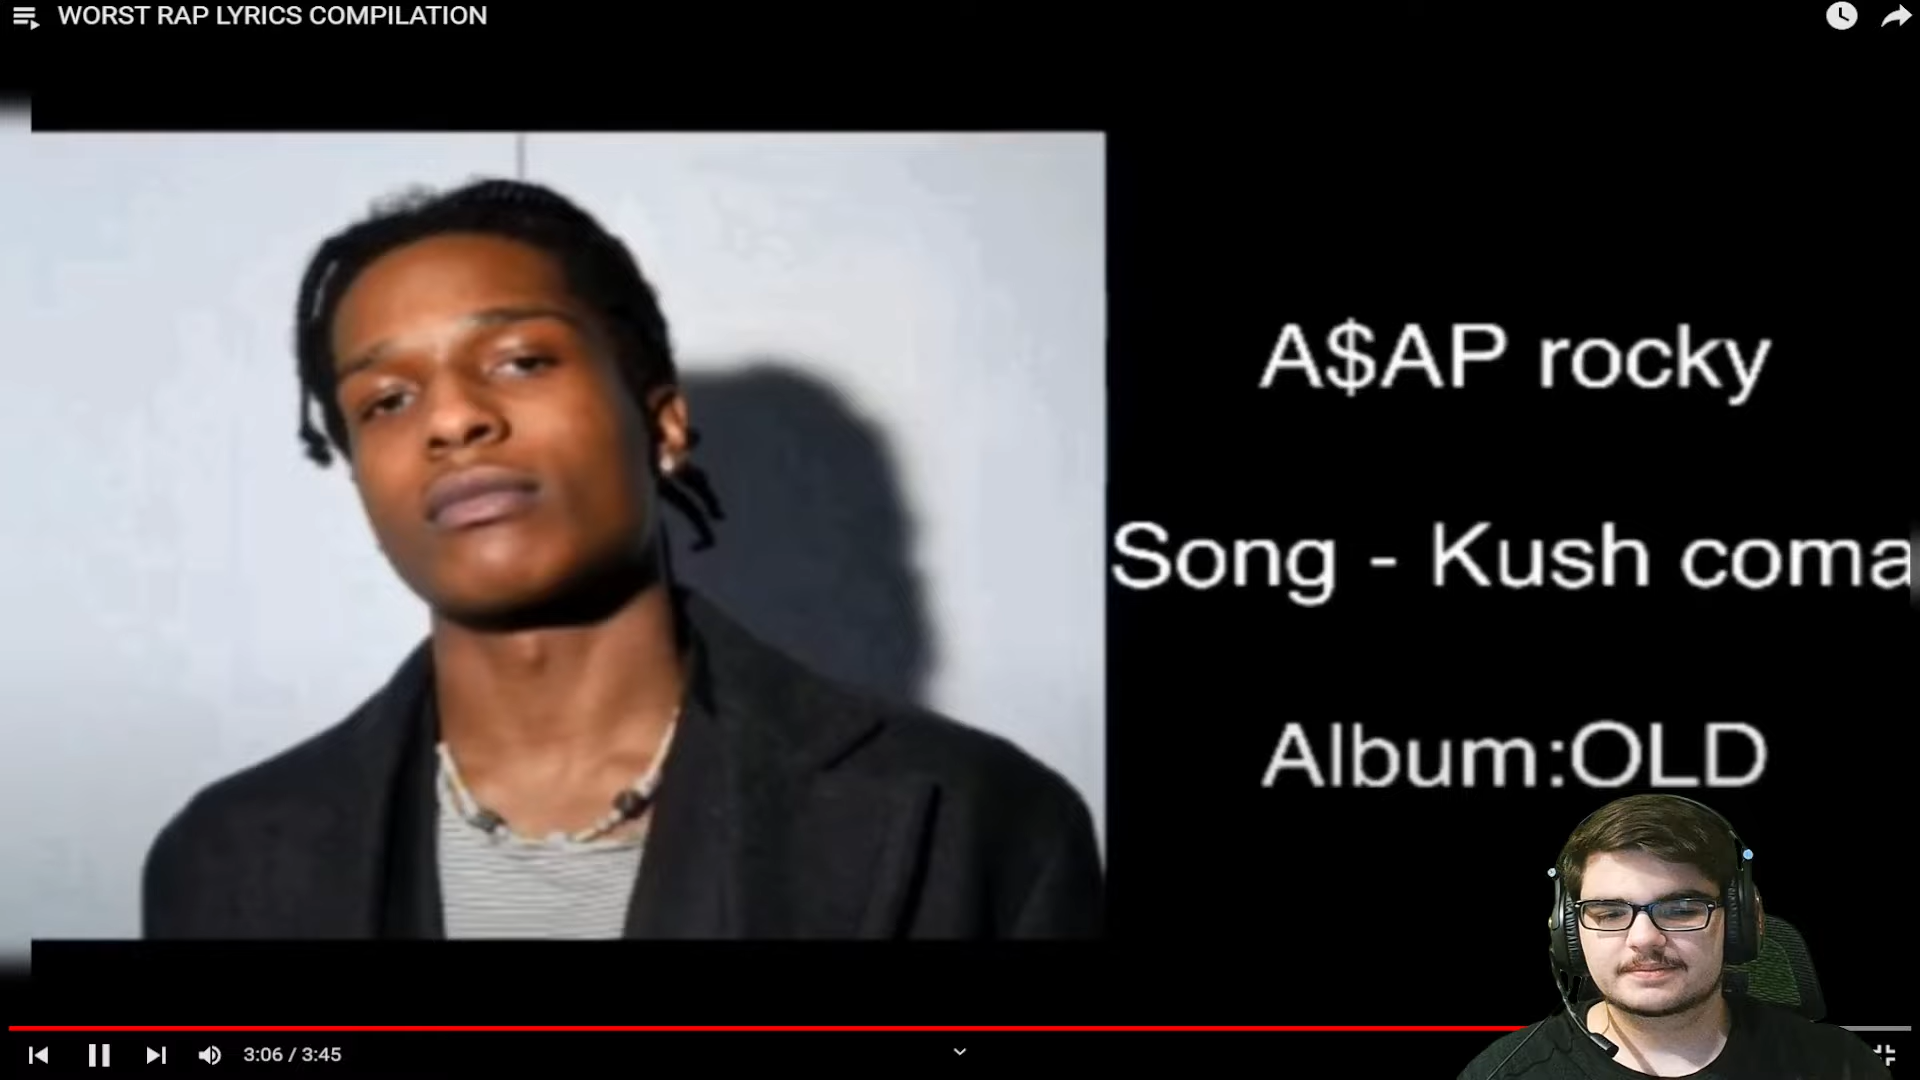 WORST RAP LYRICS COMPILATION
A$AP rocky
Song - Kush coma
Album:OLD
3:06 / 3:45